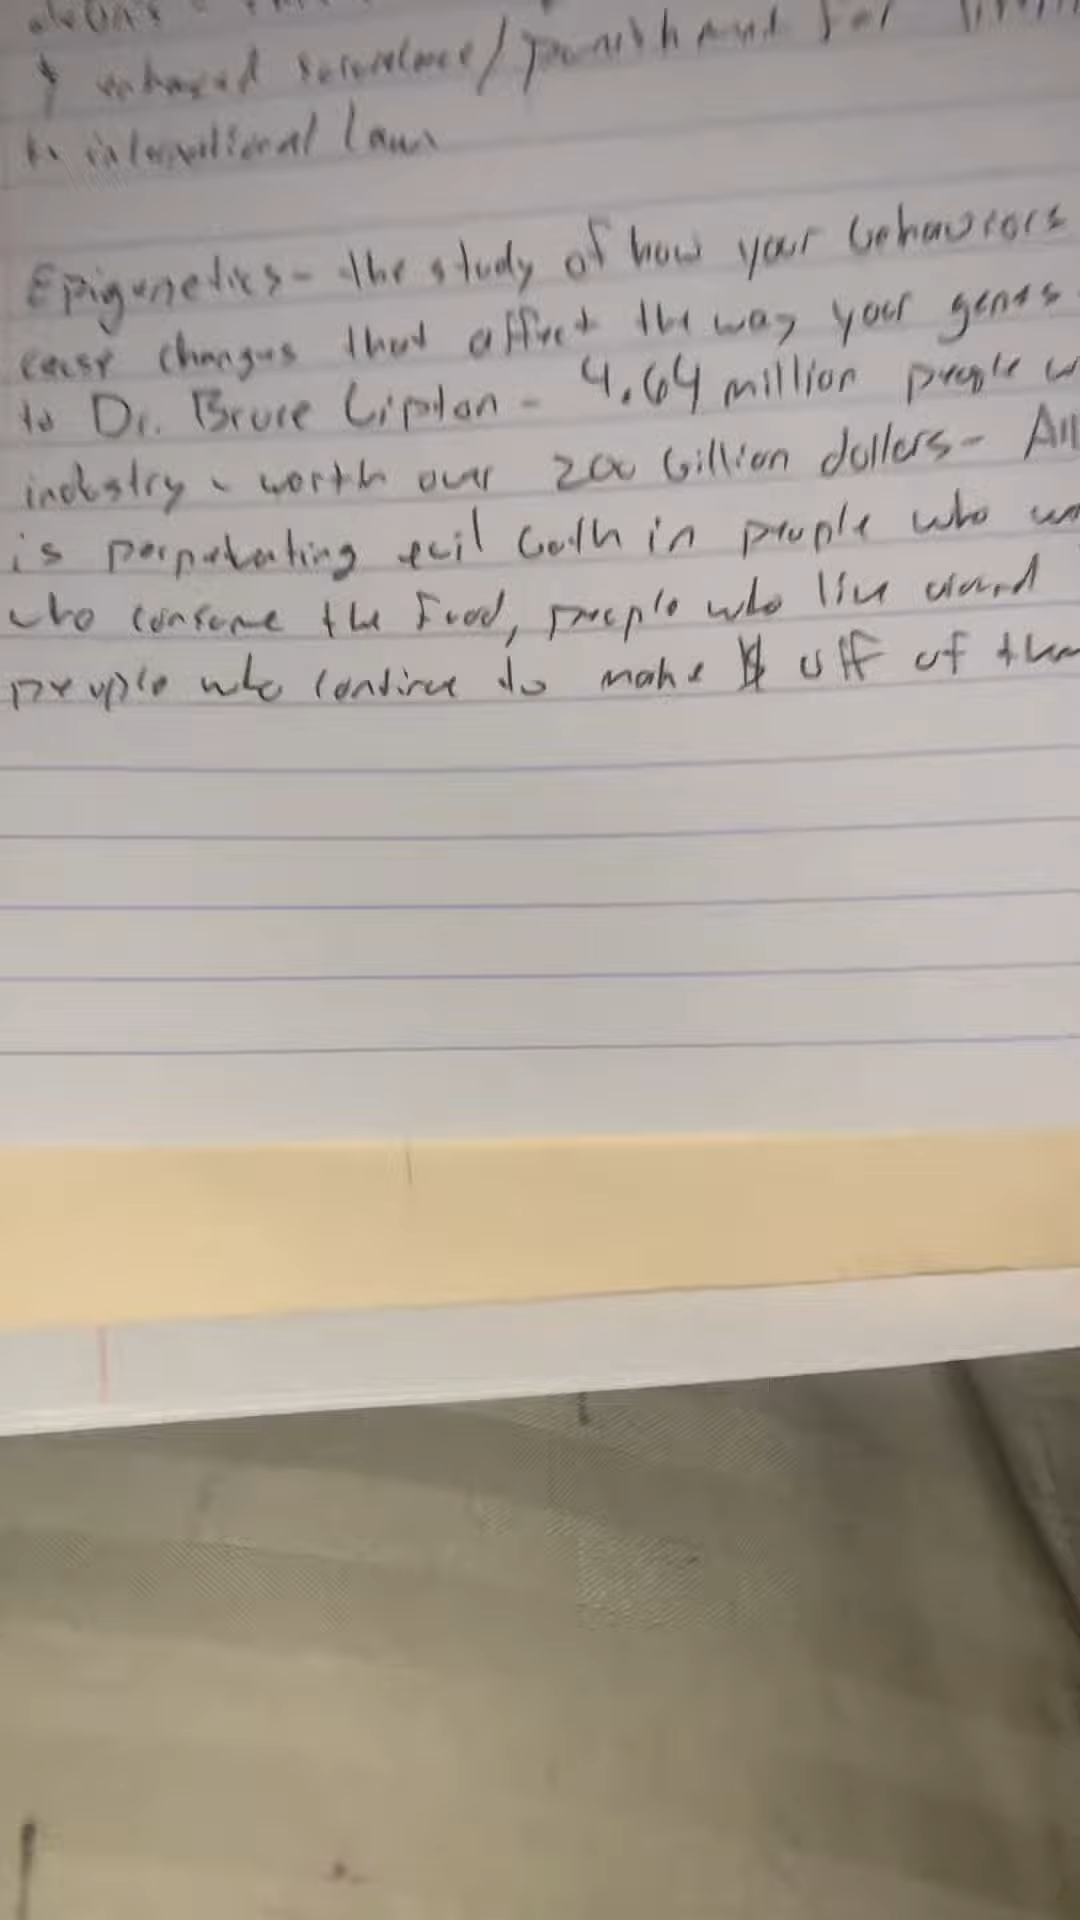 & enhanced surveilance/punishment for
to international laws
Epigenetics - the study of how your behaviors
cause changes that affect the way your genes
to Dr. Bruce Lipton - 4.64 million people
industry - worth over 200 billion dollars - All
is perpetuating evil both in people who
who consume the food, people who live around
people who continue to make $ off of them